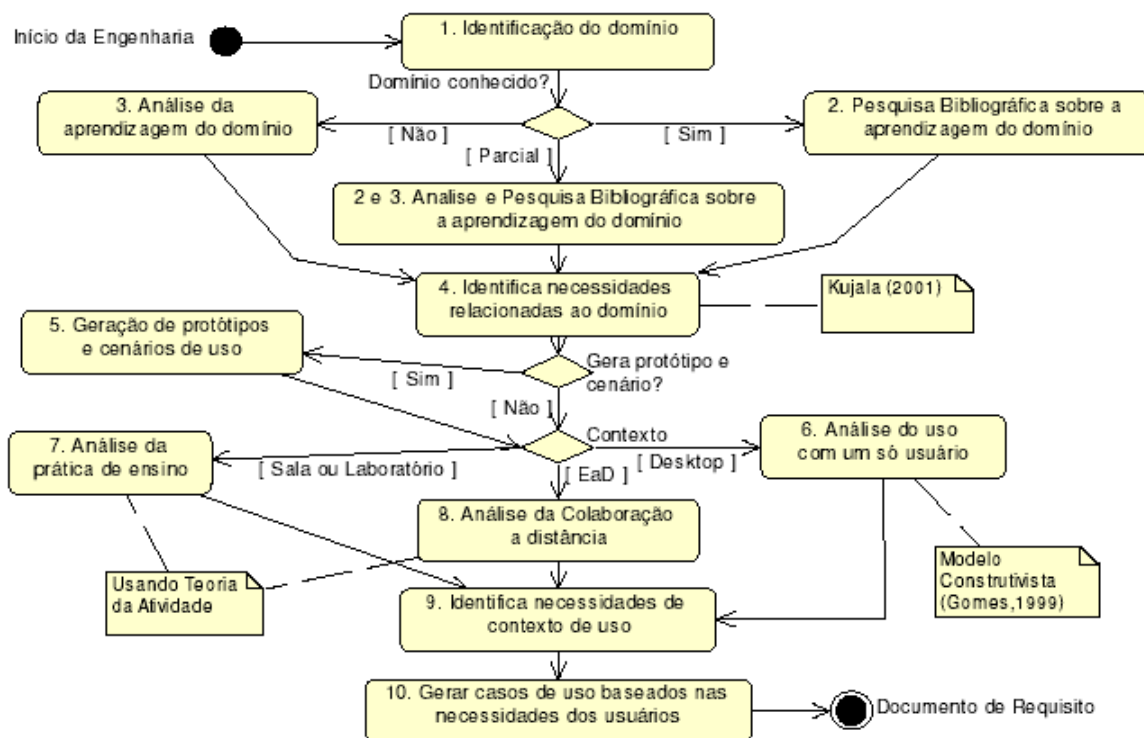 Início da Engenharia
1. Identificação do domínio
Domínio conhecido?
3. Análise da
aprendizagem do domínio
[ Não ]
[ Sim ]
2. Pesquisa Bibliográfica sobre a
aprendizagem do domínio
[ Parcial ]
2 e 3. Analise e Pesquisa Bibliográfica sobre
a aprendizagem do domínio
4. Identifica necessidades
relacionadas ao domínio
Kujala (2001)
5. Geração de protótipos
e cenários de uso
[ Sim ]
Gera protótipo e
cenário?
[ Não ]
7. Análise da
prática de ensino
[ Sala ou Laboratório ]
Contexto
[ Desktop ]
[ EaD ]
6. Análise do uso
com um só usuário
8. Análise da Colaboração
a distância
Usando Teoria
da Atividade
Modelo
Construtivista
(Gomes,1999)
9. Identifica necessidades de
contexto de uso
10. Gerar casos de uso baseados nas
necessidades dos usuários
Documento de Requisito